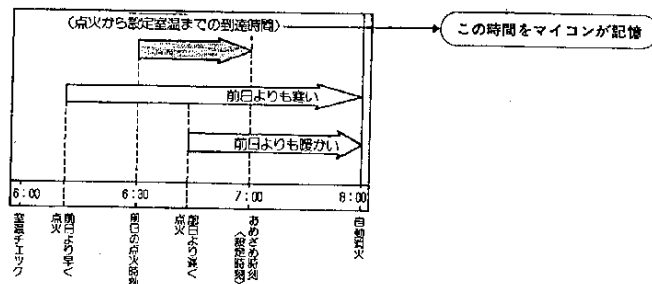 〈点火から設定室温までの到達時間〉
この時間をマイコンが記憶
前日よりも寒い
前日よりも暖かい
6:00
6:30
7:00
8:00
室温チェック
前日より早く
点火
前日の点火時刻
前日より遅く
点火
おめざめ時刻
〈設定時刻〉
自動消火